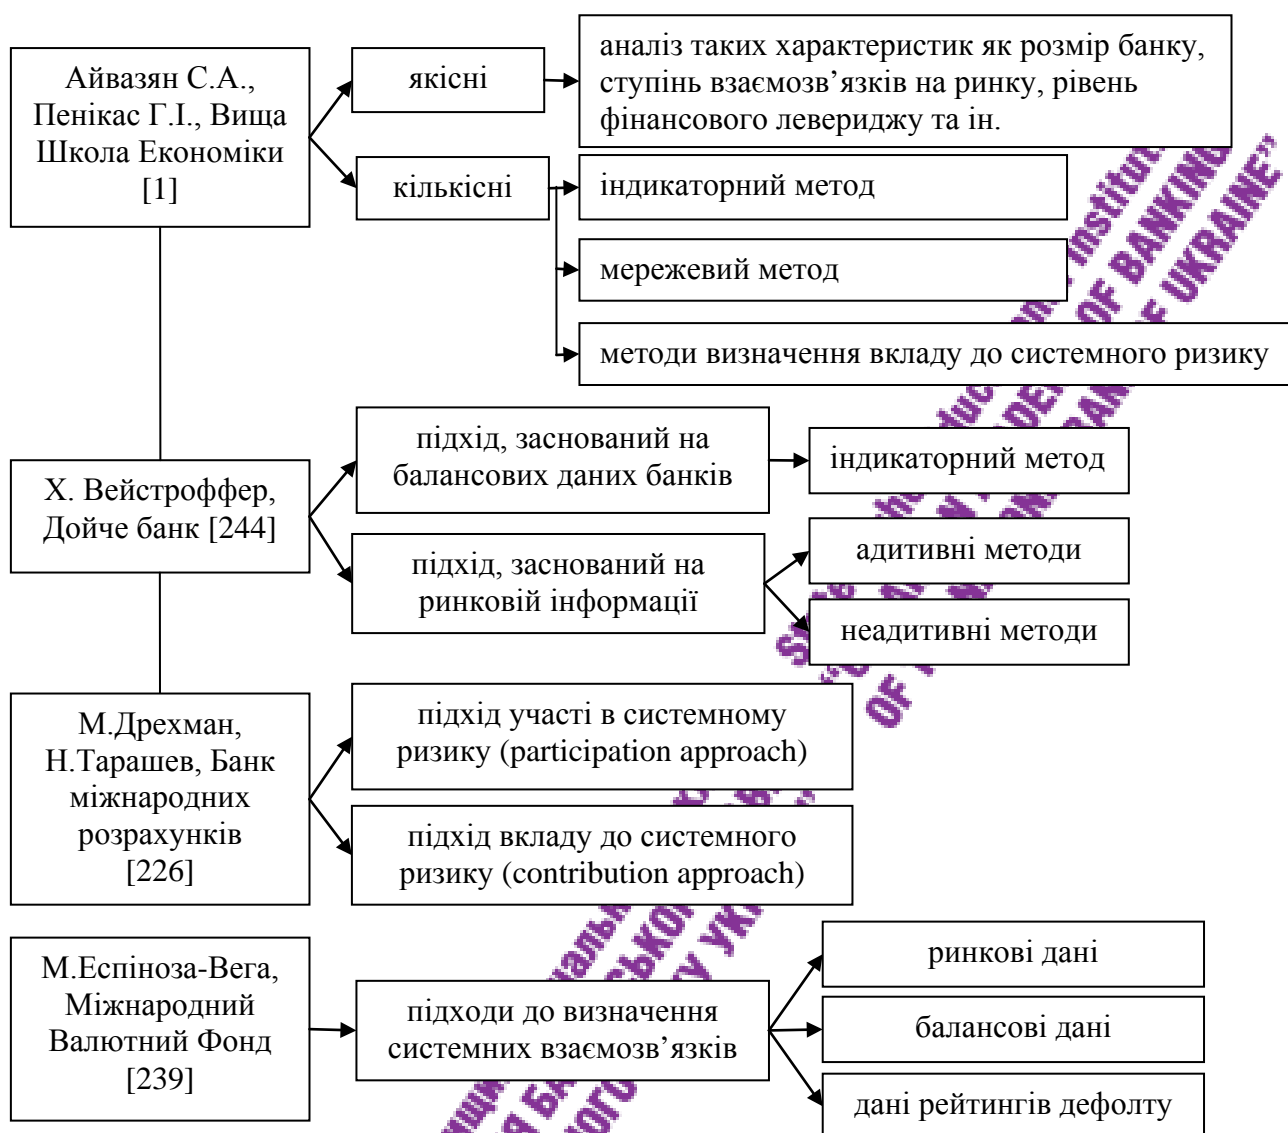 Айвазян С.А.,
Пенікас Г.І., Вища
Школа Економіки
[1]
якісні
аналіз таких характеристик як розмір банку,
ступінь взаємозв’язків на ринку, рівень
фінансового левериджу та ін.
кількісні
індикаторний метод
мережевий метод
методи визначення вкладу до системного ризику
Х. Вейстроффер,
Дойче банк [244]
підхід, заснований на
балансових даних банків
індикаторний метод
підхід, заснований на
ринковій інформації
адитивні методи
неадитивні методи
М.Дрехман,
Н.Тарашев, Банк
міжнародних
розрахунків
[226]
підхід участі в системному
ризику (participation approach)
підхід вкладу до системного
ризику (contribution approach)
М.Еспіноза-Вега,
Міжнародний
Валютний Фонд
[239]
підходи до визначення
системних взаємозв’язків
ринкові дані
балансові дані
дані рейтингів дефолту
OF BANKING
OF UKRAINE”